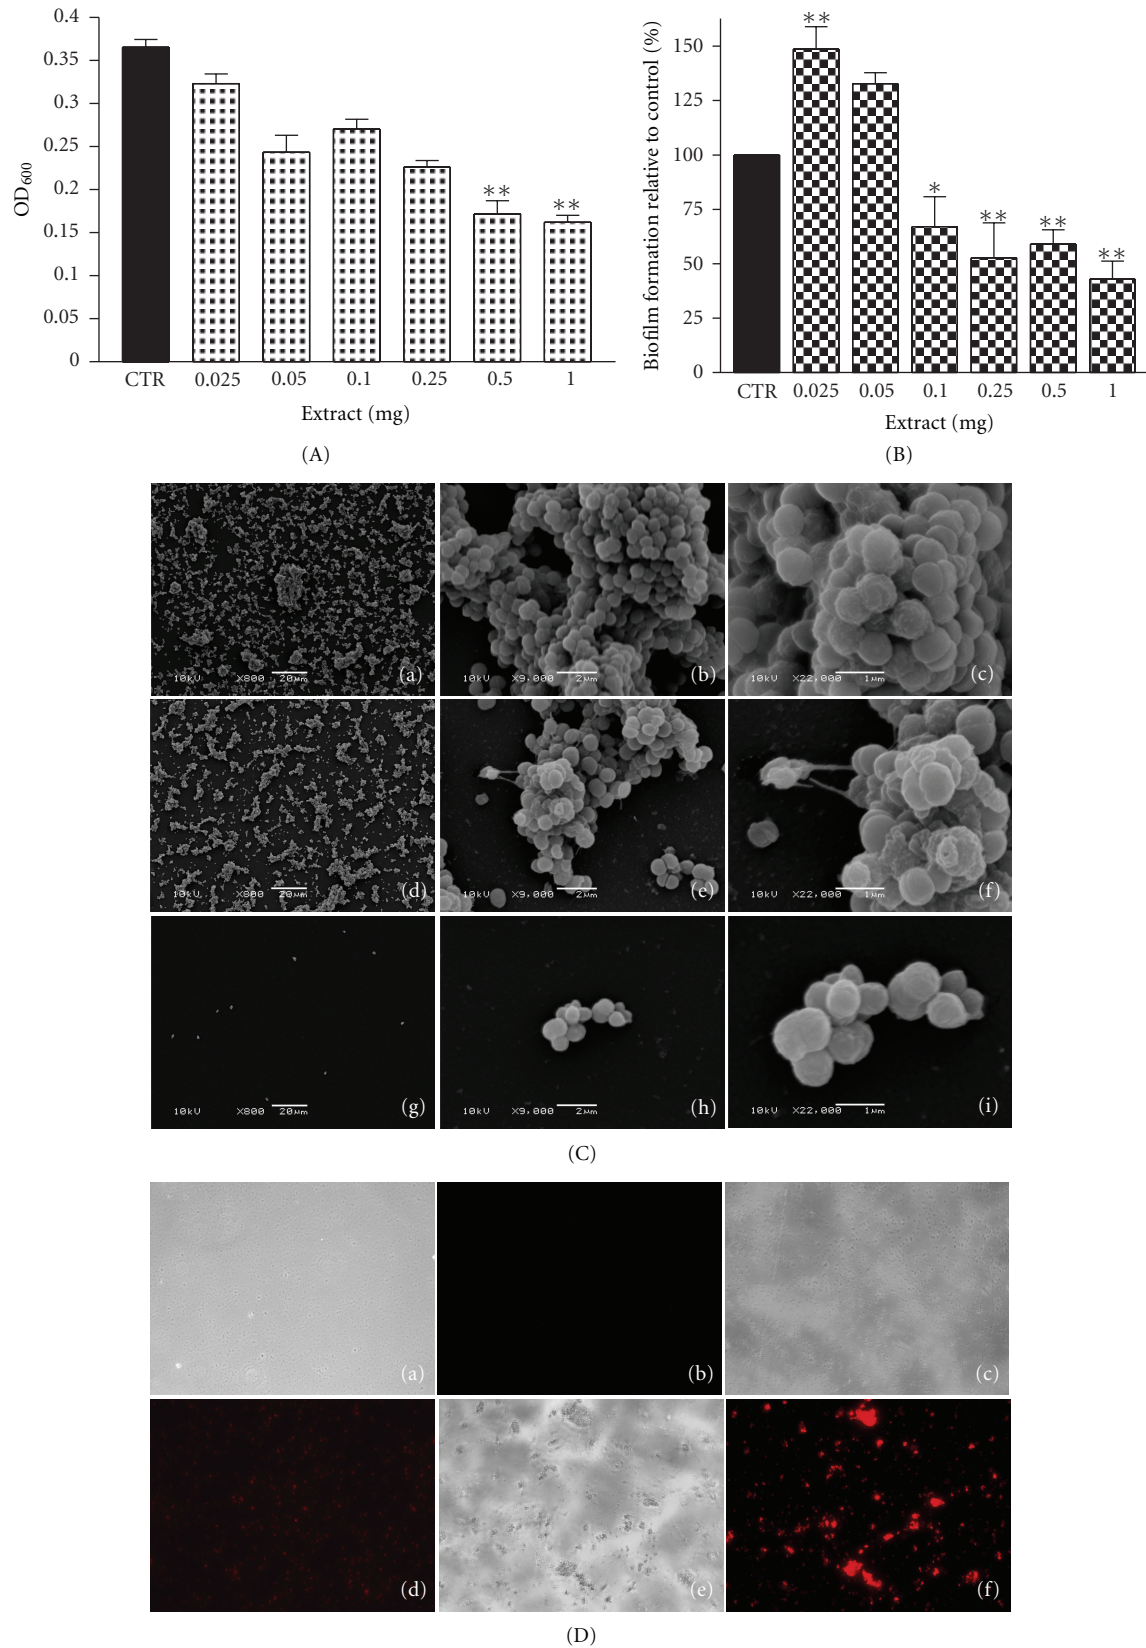 0.4
0.35
0.3
0.25
0.2
0.15
0.1
0.05
0
OD600
** **
CTR 0.025 0.05 0.1 0.25 0.5 1
Extract (mg)
(A)
150
125
100
75
50
25
0
Biofilm formation relative to control (%)
** * ** ** **
CTR 0.025 0.05 0.1 0.25 0.5 1
Extract (mg)
(B)
10kV X800 20µm (a)
10kV X9,000 2µm (b)
10kV X22,000 1µm (c)
10kV X800 20µm (d)
10kV X9,000 2µm (e)
10kV X22,000 1µm (f)
10kV X800 20µm (g)
10kV X9,000 2µm (h)
10kV X22,000 1µm (i)
(C)
(a) (b) (c)
(d) (e) (f)
(D)